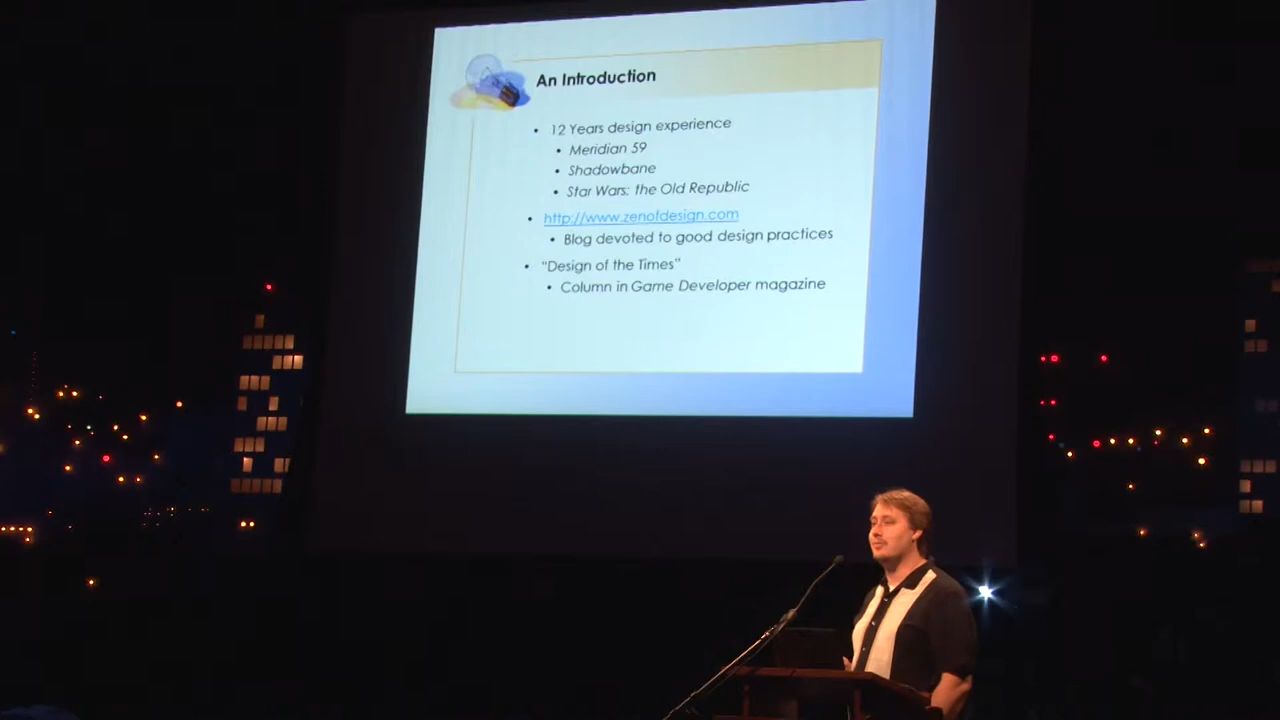 An Introduction
• 12 Years design experience
• Meridian 59
• Shadowbane
• Star Wars: the Old Republic
• http://www.zenofdesign.com
• Blog devoted to good design practices
• "Design of the Times"
• Column in Game Developer magazine